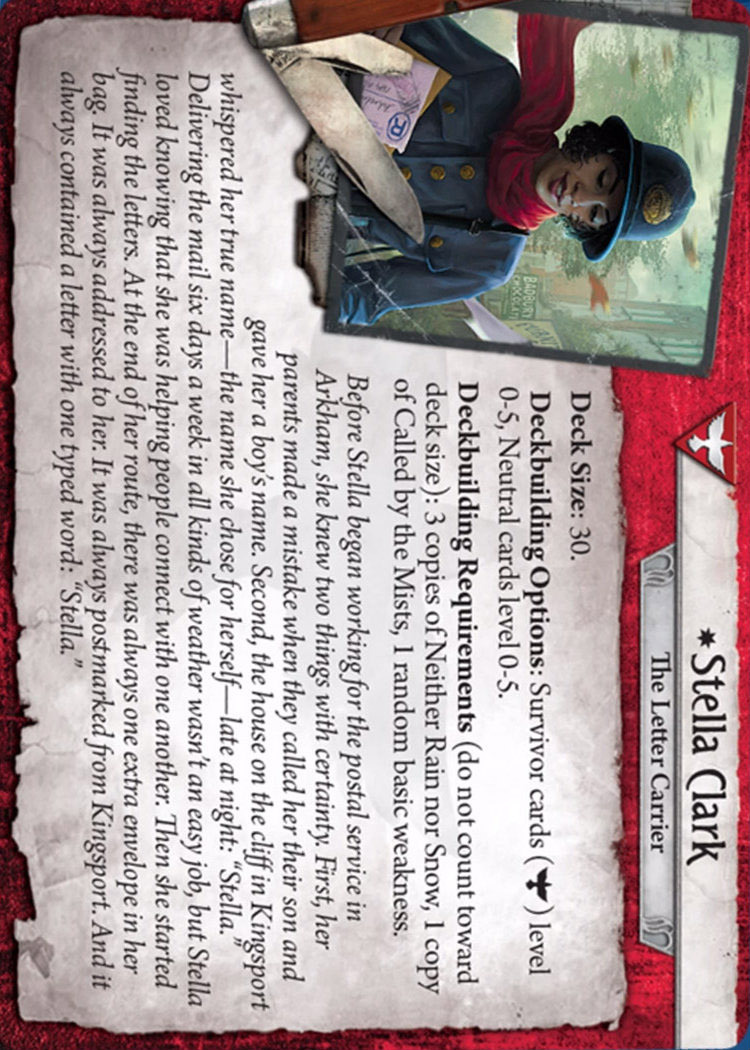 Stella Clark
The Letter Carrier
Deck Size: 30.
Deckbuilding Options: Survivor cards ( ) level
0-5, Neutral cards level 0-5.
Deckbuilding Requirements (do not count toward
deck size): 3 copies of Neither Rain nor Snow, 1 copy
of Called by the Mists, 1 random basic weakness.
Before Stella began working for the postal service in
Arkham, she knew two things with certainty. First, her
parents made a mistake when they called her their son and
gave her a boy’s name. Second, the house on the cliff in Kingsport
whispered her true name—the name she chose for herself—late at night: “Stella.”
Delivering the mail six days a week in all kinds of weather wasn’t an easy job, but Stella
loved knowing that she was helping people connect with one another. Then she started
finding the letters. At the end of her route, there was always one extra envelope in her
bag. It was always addressed to her. It was always postmarked from Kingsport. And it
always contained a letter with one typed word: “Stella.”
BADBURY
CHOCOLATE
R